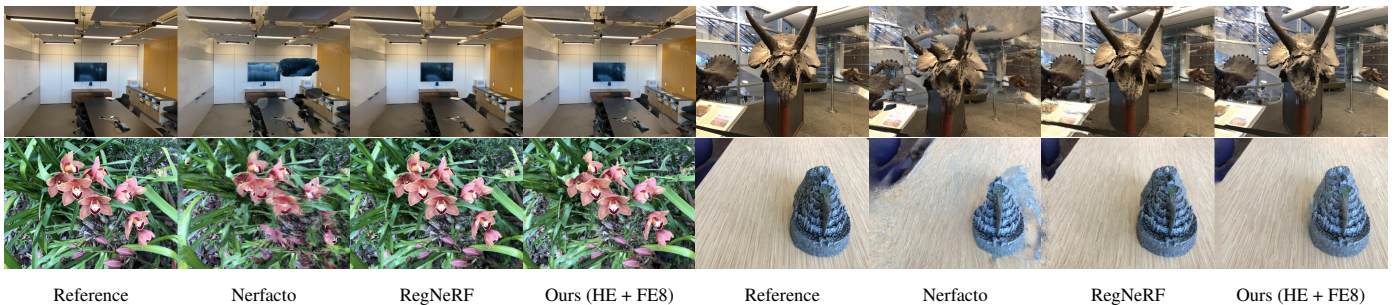 Reference Nerfacto RegNeRF Ours (HE + FE8) Reference Nerfacto RegNeRF Ours (HE + FE8)